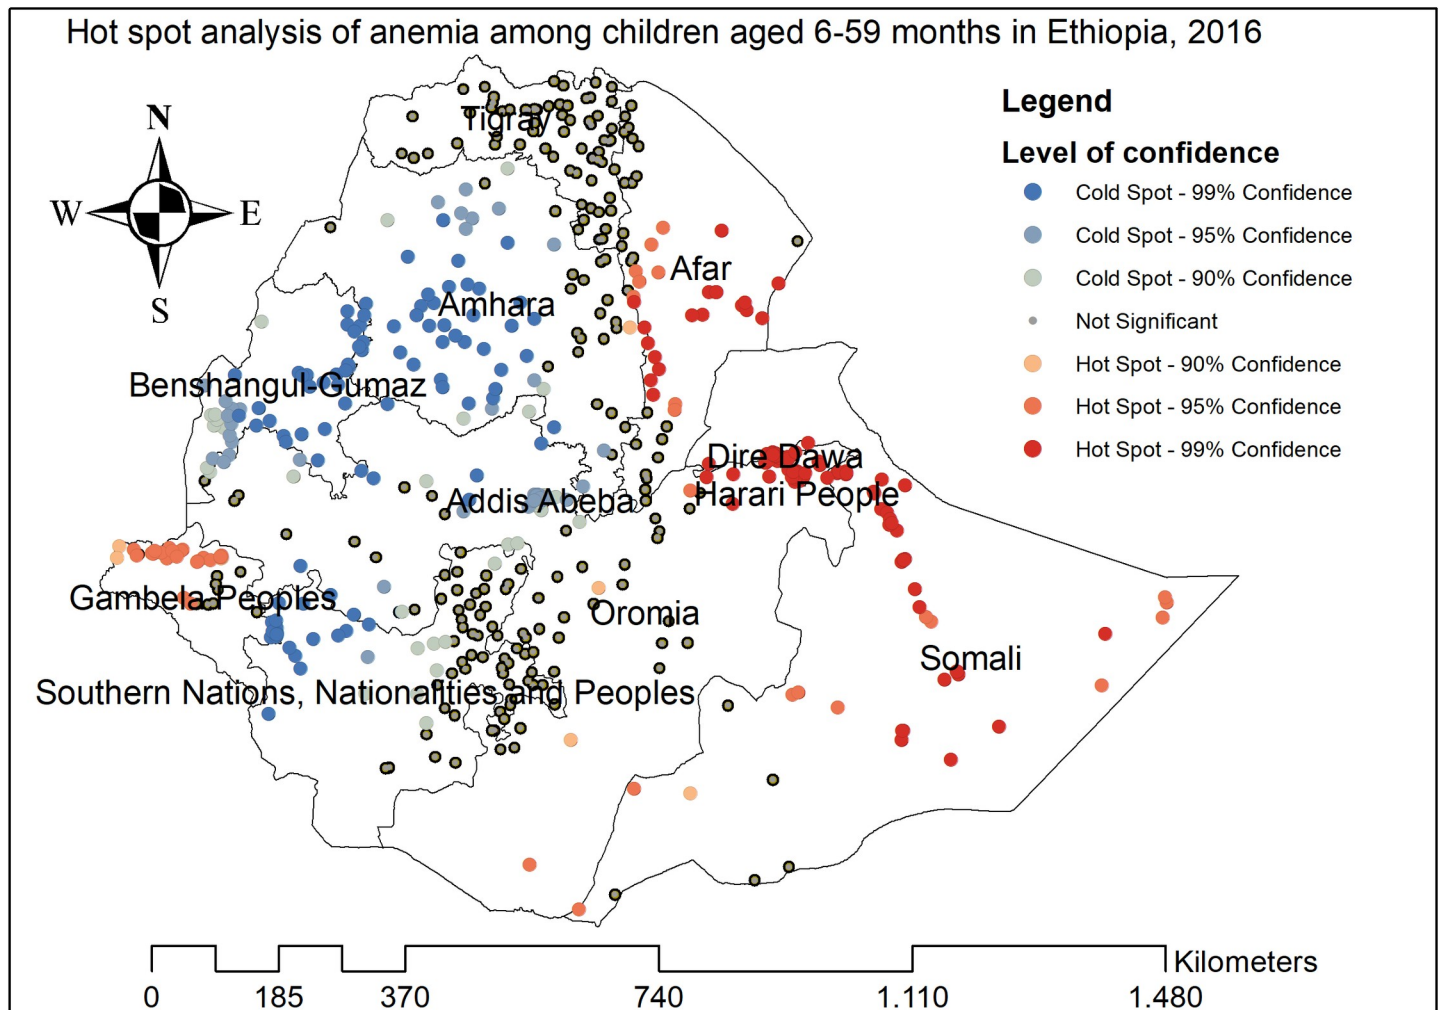 Hot spot analysis of anemia among children aged 6-59 months in Ethiopia, 2016
Legend
Level of confidence
Cold Spot - 99% Confidence
Cold Spot - 95% Confidence
Cold Spot - 90% Confidence
Not Significant
Hot Spot - 90% Confidence
Hot Spot - 95% Confidence
Hot Spot - 99% Confidence
N
W
E
S
Tigray
Afar
Amhara
Benshangul-Gumaz
Dire Dawa
Harari People
Addis Abeba
Gambela Peoples
Oromia
Somali
Southern Nations, Nationalities and Peoples
Kilometers
0 185 370 740 1.110 1.480